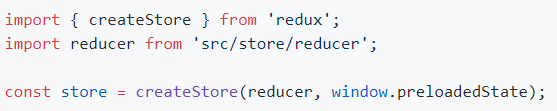 import { createStore } from 'redux';
import reducer from 'src/store/reducer';
const store = createStore(reducer, window.preloadedState);